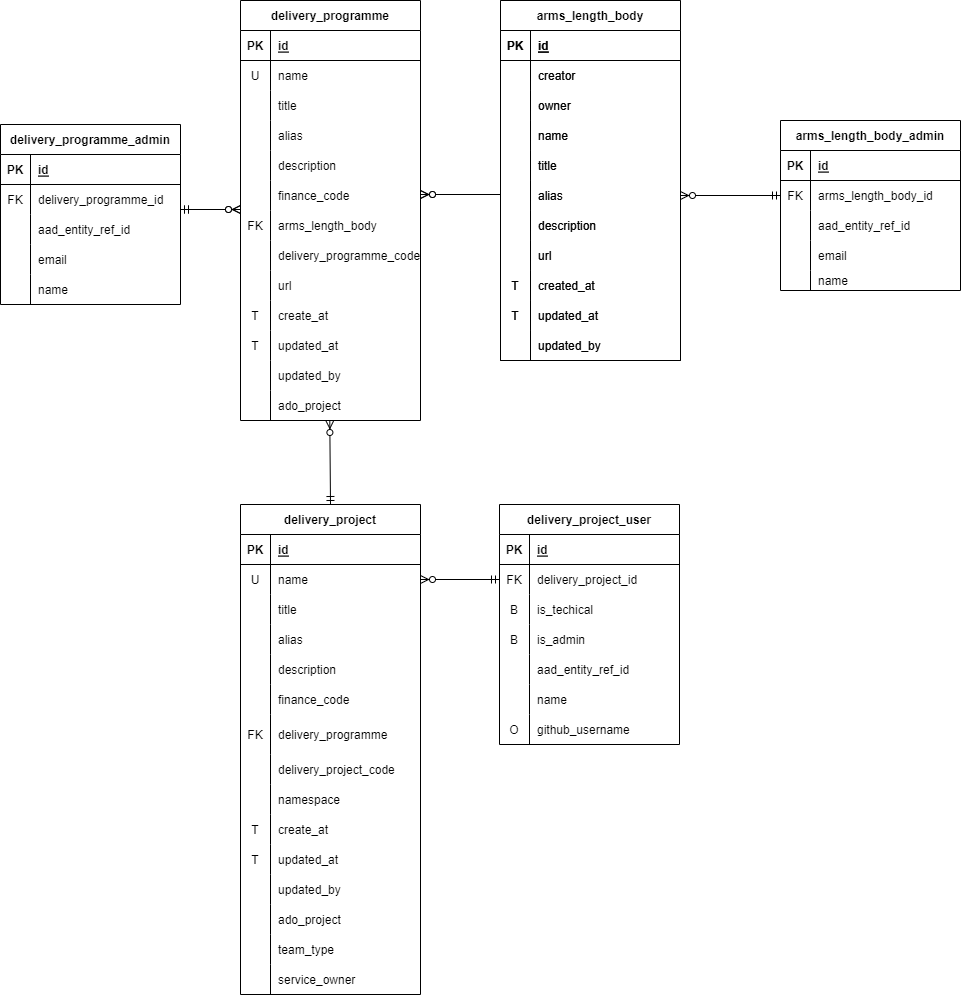 delivery_programme
PK id
U name
title
alias
description
finance_code
FK arms_length_body
delivery_programme_code
url
T create_at
T updated_at
updated_by
ado_project
arms_length_body
PK id
creator
owner
name
title
alias
description
url
T created_at
T updated_at
updated_by
delivery_programme_admin
PK id
FK delivery_programme_id
aad_entity_ref_id
email
name
arms_length_body_admin
PK id
FK arms_length_body_id
aad_entity_ref_id
email
name
delivery_project
PK id
U name
title
alias
description
finance_code
FK delivery_programme
delivery_project_code
namespace
T create_at
T updated_at
updated_by
ado_project
team_type
service_owner
delivery_project_user
PK id
FK delivery_project_id
B is_techical
B is_admin
aad_entity_ref_id
name
O github_username